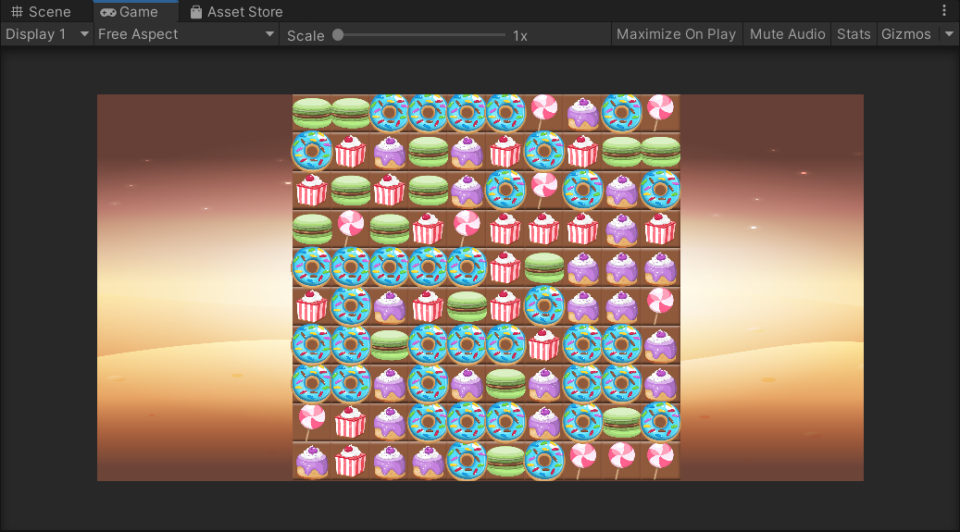 Scene Game Asset Store
Display 1 Free Aspect Scale 1x Maximize On Play Mute Audio Stats Gizmos